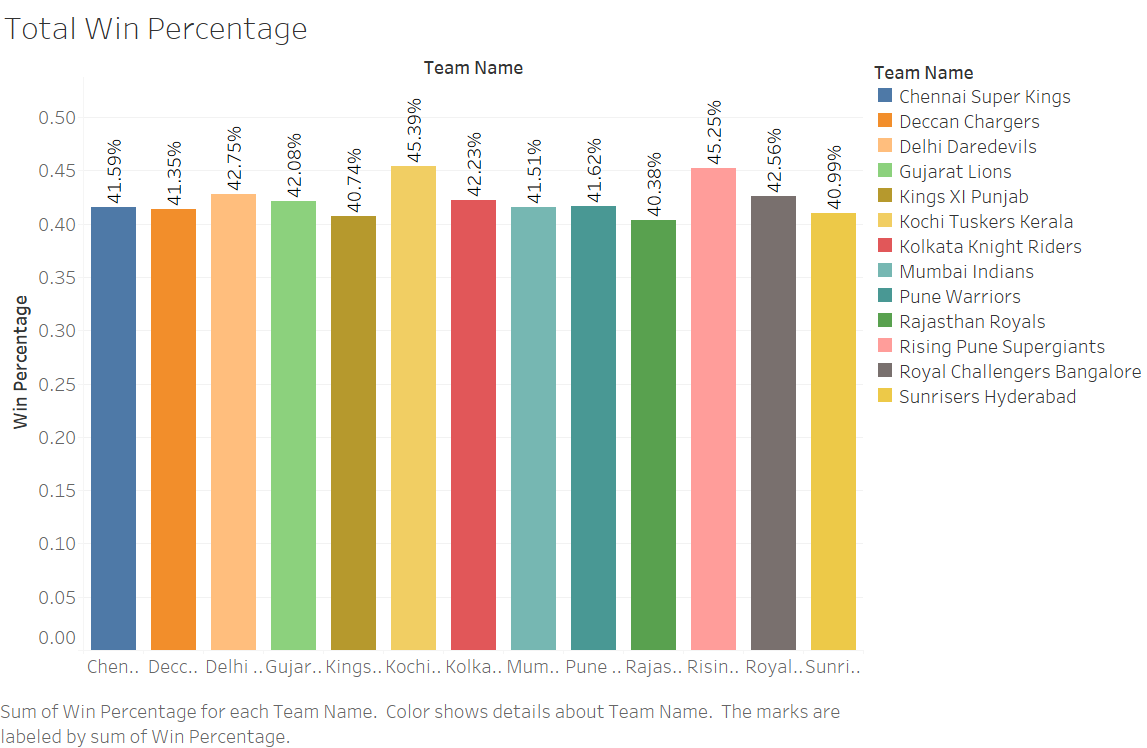 Total Win Percentage
Team Name
Win Percentage
0.50
0.45
0.40
0.35
0.30
0.25
0.20
0.15
0.10
0.05
0.00
41.59%
41.35%
42.75%
42.08%
40.74%
45.39%
42.23%
41.51%
41.62%
40.38%
45.25%
42.56%
40.99%
Chen.. Decc.. Delhi .. Gujar.. Kings.. Kochi.. Kolka.. Mum.. Pune .. Rajas.. Risin.. Royal.. Sunri..
Team Name
Chennai Super Kings
Deccan Chargers
Delhi Daredevils
Gujarat Lions
Kings XI Punjab
Kochi Tuskers Kerala
Kolkata Knight Riders
Mumbai Indians
Pune Warriors
Rajasthan Royals
Rising Pune Supergiants
Royal Challengers Bangalore
Sunrisers Hyderabad
Sum of Win Percentage for each Team Name. Color shows details about Team Name. The marks are
labeled by sum of Win Percentage.